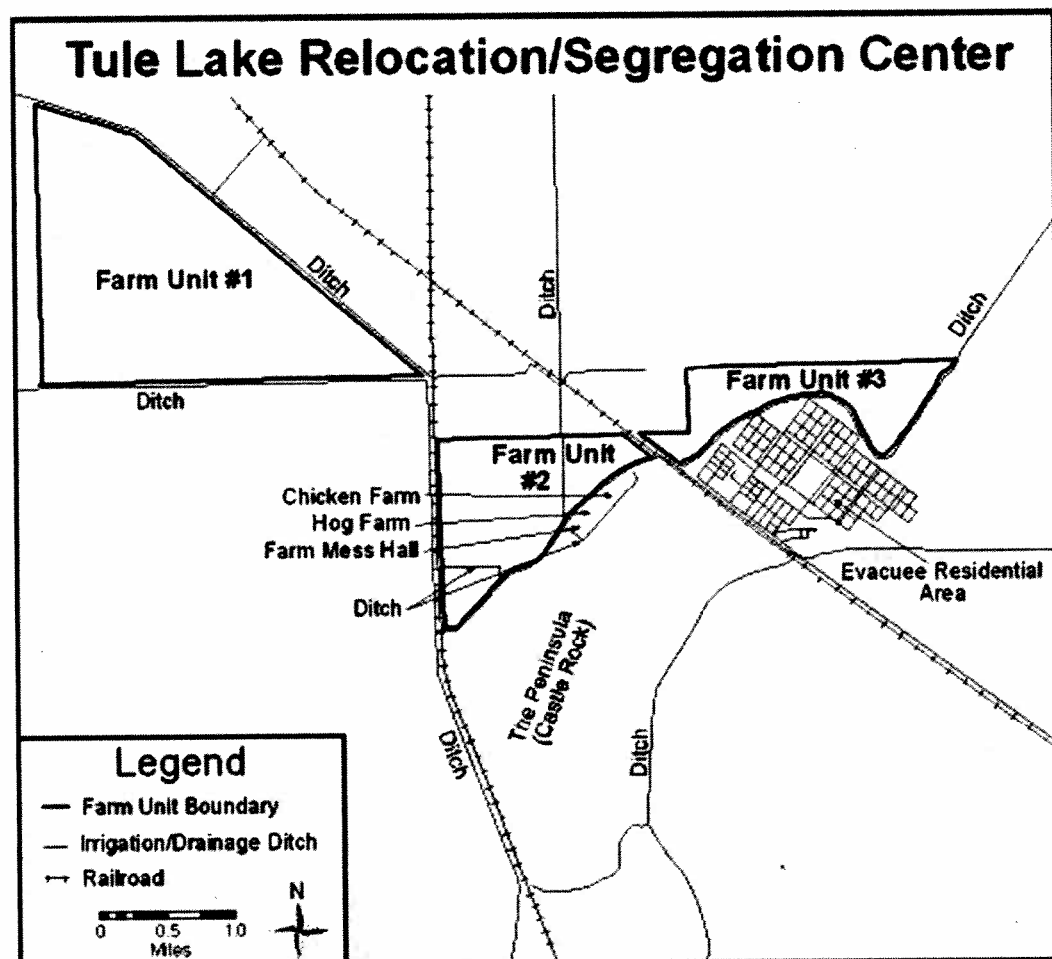 Tule Lake Relocation/Segregation Center
Farm Unit #1
Ditch
Ditch
Ditch
Ditch
Farm Unit #3
Farm Unit
#2
Chicken Farm
Hog Farm
Farm Mess Hall
Ditch
Evacuee Residential
Area
The Peninsula
(Castle Rock)
Ditch
Ditch
Legend
Farm Unit Boundary
Irrigation/Drainage Ditch
Railroad
N
0 0.5 1.0
Miles